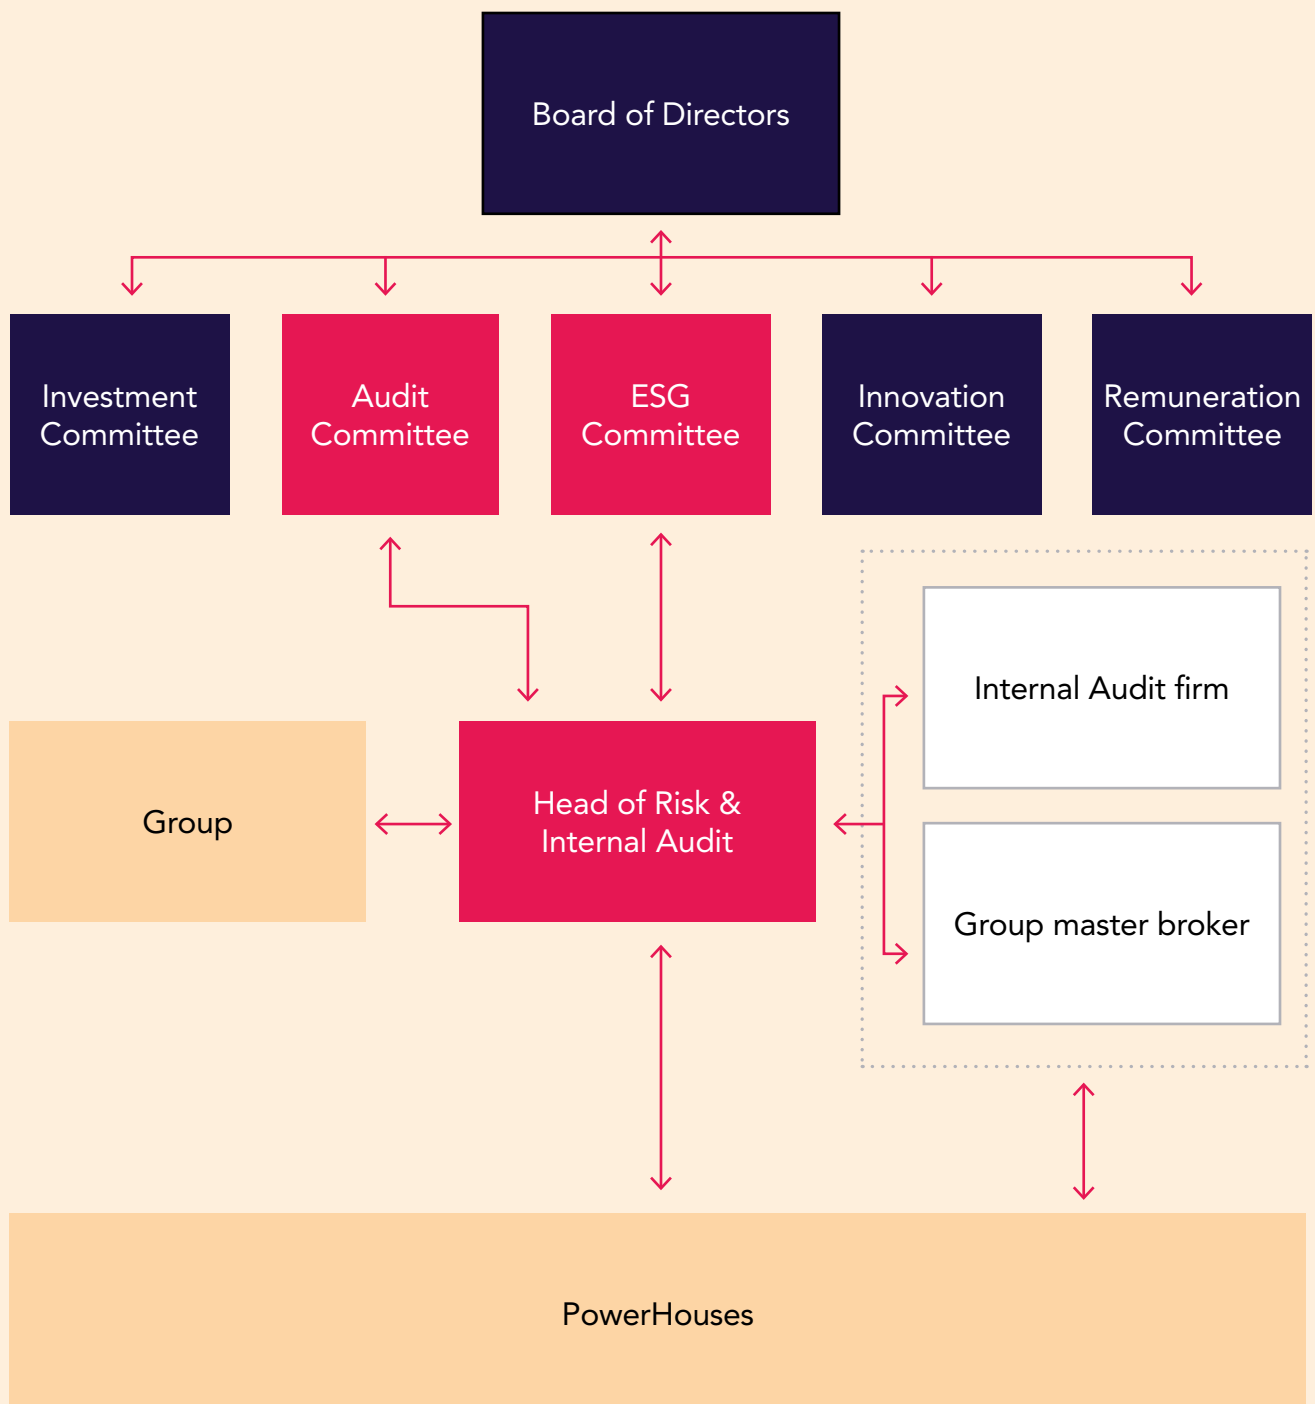 Board of Directors
Investment
Committee
Audit
Committee
ESG
Committee
Innovation
Committee
Remuneration
Committee
Internal Audit firm
Group
Head of Risk &
Internal Audit
Group master broker
PowerHouses